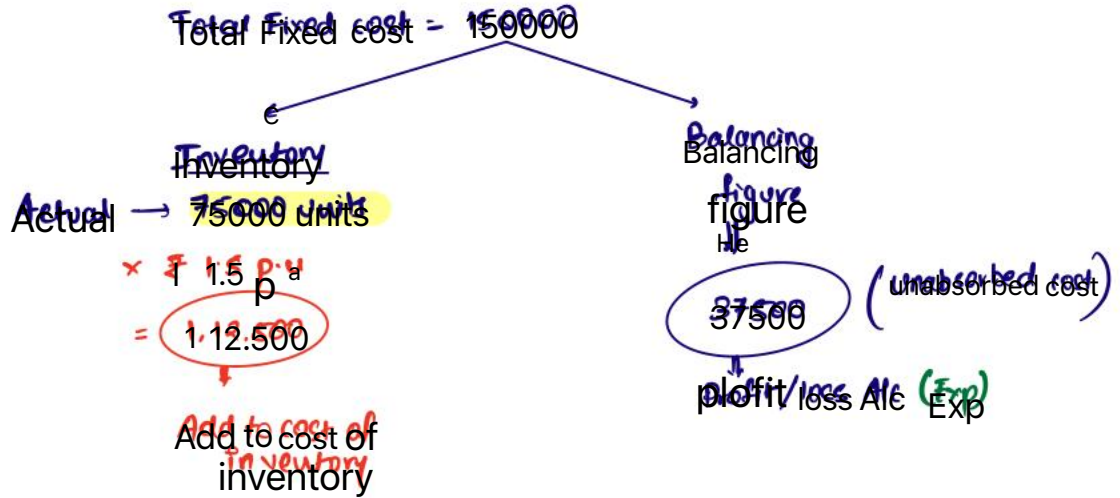 Total Fixed cost = 150000
Inventory
Actual → 75000 units
× ₹ 1.5 p.u
= 1,12,500
Add to cost of
inventory
Balancing
figure
37500 (unabsorbed cost)
Profit/loss A/c (Exp)